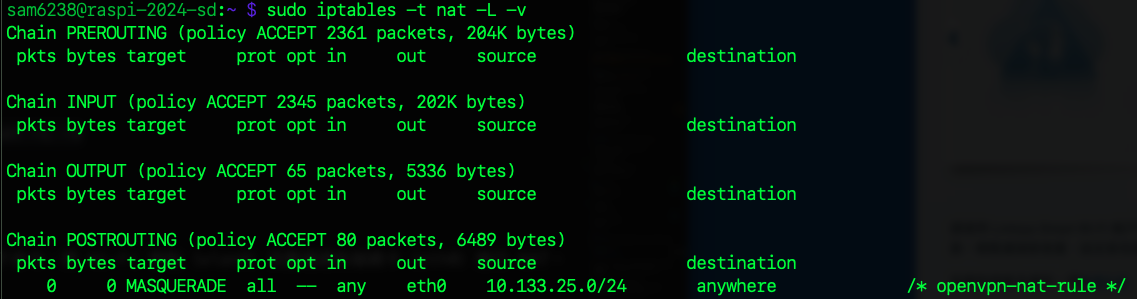 sam6238@raspi-2024-sd:~ $ sudo iptables -t nat -L -v
Chain PREROUTING (policy ACCEPT 2361 packets, 204K bytes)
 pkts bytes target     prot opt in     out     source               destination

Chain INPUT (policy ACCEPT 2345 packets, 202K bytes)
 pkts bytes target     prot opt in     out     source               destination

Chain OUTPUT (policy ACCEPT 65 packets, 5336 bytes)
 pkts bytes target     prot opt in     out     source               destination

Chain POSTROUTING (policy ACCEPT 80 packets, 6489 bytes)
 pkts bytes target     prot opt in     out     source               destination
    0     0 MASQUERADE  all  --  any    eth0    10.133.25.0/24       anywhere             /* openvpn-nat-rule */